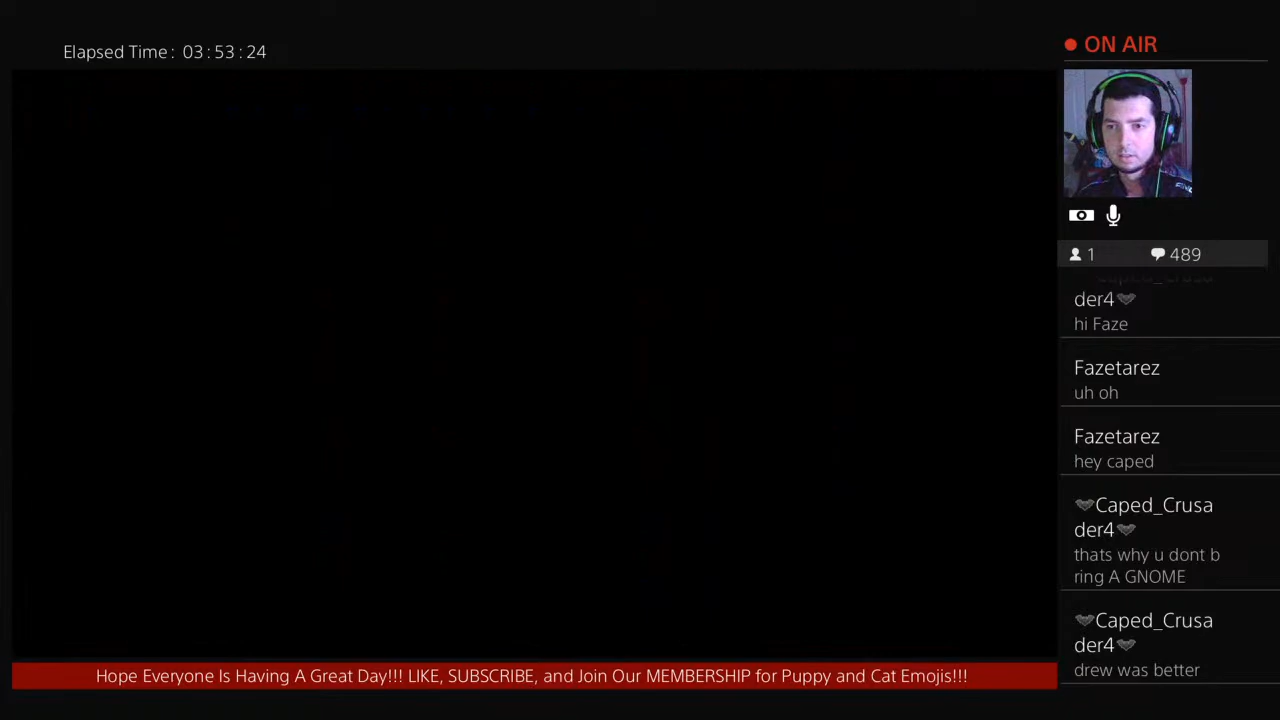 Elapsed Time: 03:53:24
ON AIR
1
489
der4
hi Faze
Fazetarez
uh oh
Fazetarez
hey caped
Caped_Crusa
der4
thats why u dont b
ring A GNOME
Caped_Crusa
der4
drew was better
Hope Everyone Is Having A Great Day!!! LIKE, SUBSCRIBE, and Join Our MEMBERSHIP for Puppy and Cat Emojis!!!